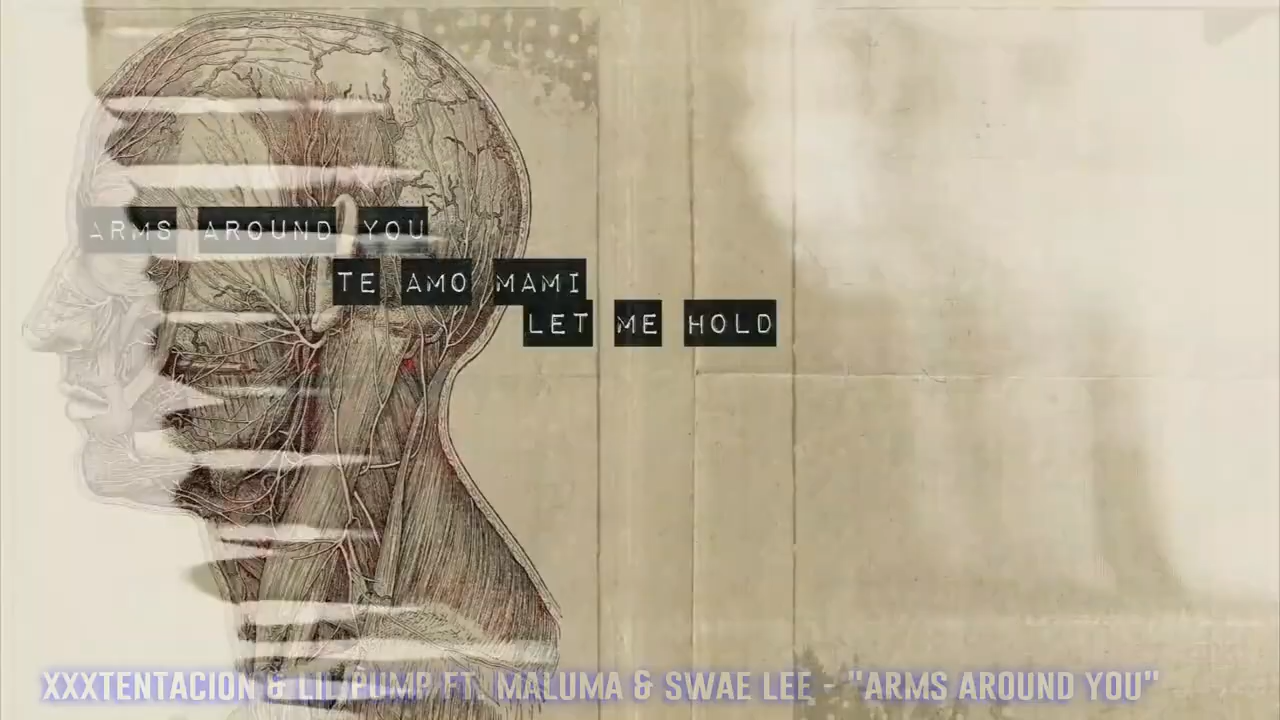 ARMS AROUND YOU
TE AMO MAMI
LET ME HOLD
XXXTENTACION & LIL PUMP FT. MALUMA & SWAE LEE - "ARMS AROUND YOU"